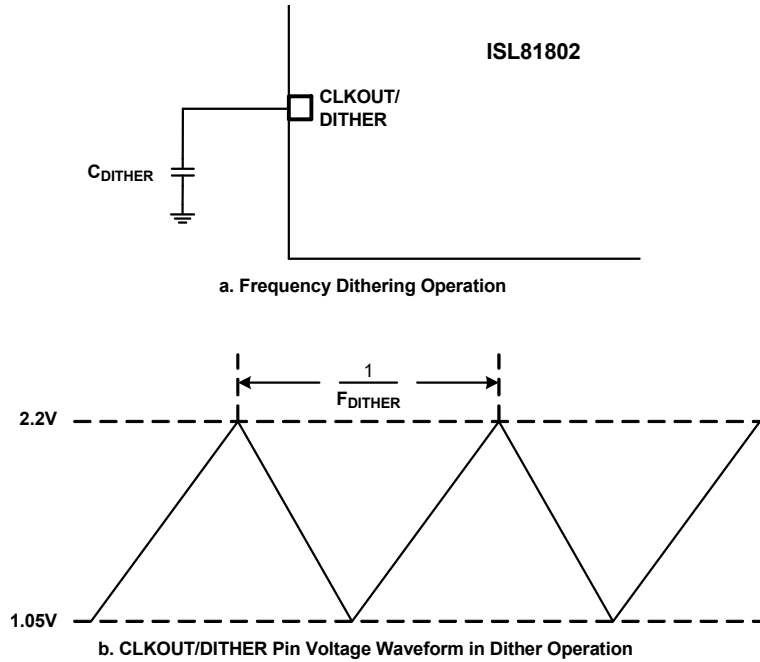 ISL81802
CLKOUT/
DITHER
CDITHER
a. Frequency Dithering Operation
1
FDITHER
2.2V
1.05V
b. CLKOUT/DITHER Pin Voltage Waveform in Dither Operation